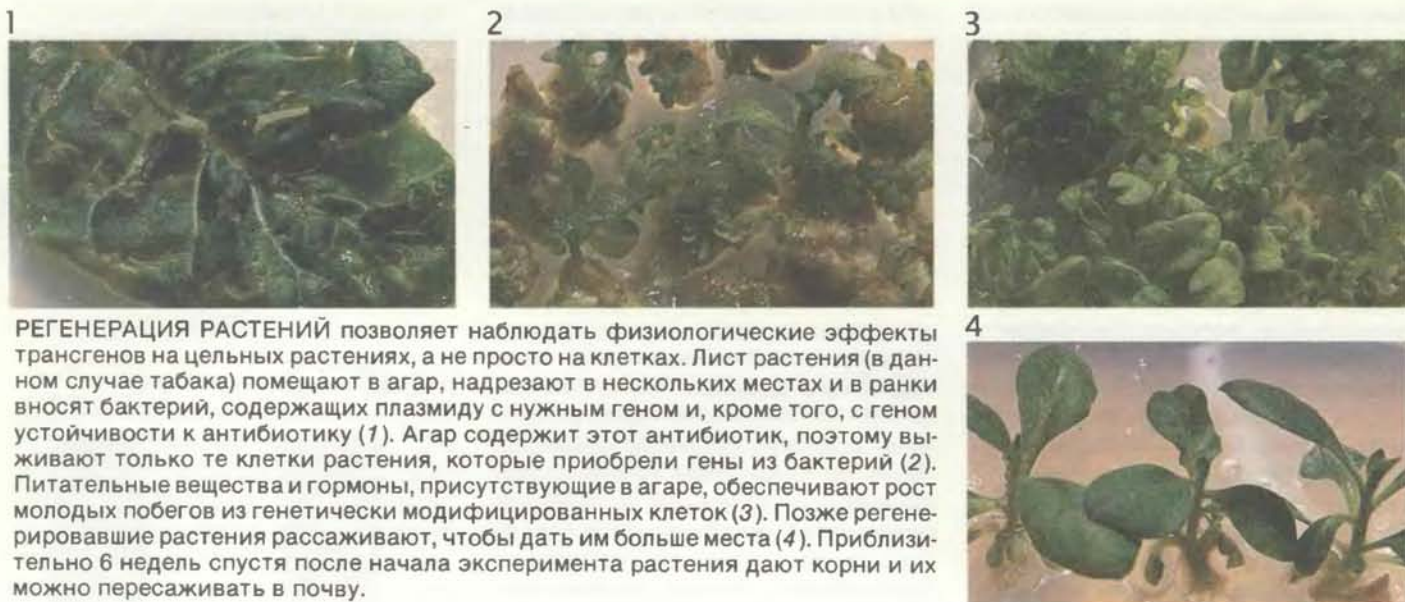 1
2
3
РЕГЕНЕРАЦИЯ РАСТЕНИЙ позволяет наблюдать физиологические эффекты
трансгенов на цельных растениях, а не просто на клетках. Лист растения (в дан-
ном случае табака) помещают в агар, надрезают в нескольких местах и в ранки
вносят бактерий, содержащих плазмиду с нужным геном и, кроме того, с геном
устойчивости к антибиотику (1). Агар содержит этот антибиотик, поэтому вы-
живают только те клетки растения, которые приобрели гены из бактерий (2).
Питательные вещества и гормоны, присутствующие в агаре, обеспечивают рост
молодых побегов из генетически модифицированных клеток (3). Позже регене-
рировавшие растения рассаживают, чтобы дать им больше места (4). Приблизи-
тельно 6 недель спустя после начала эксперимента растения дают корни и их
можно пересаживать в почву.
4